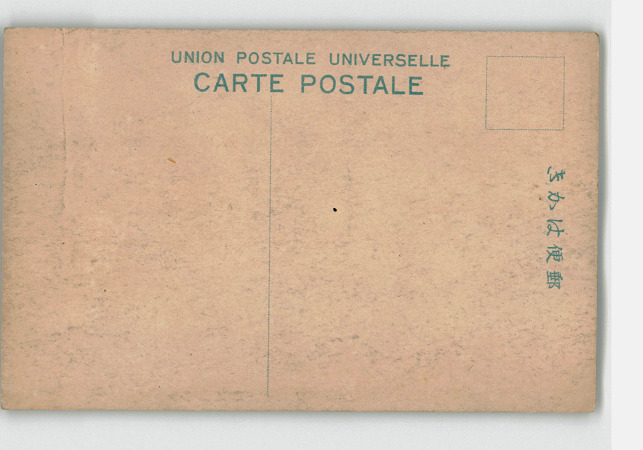 UNION POSTALE UNIVERSELLE
CARTE POSTALE
郵便はかき